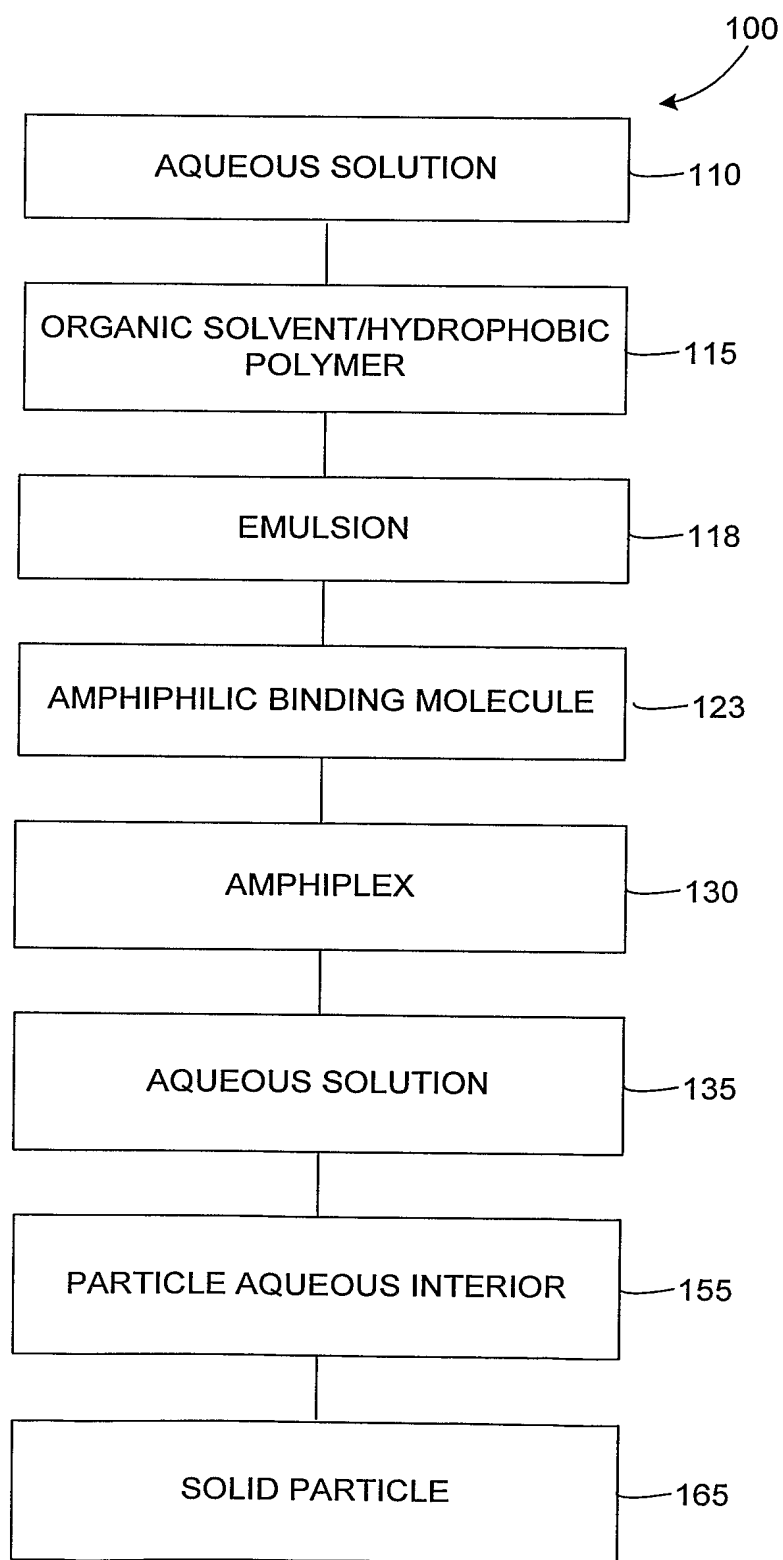 100
AQUEOUS SOLUTION
110
ORGANIC SOLVENT/HYDROPHOBIC
POLYMER
115
EMULSION
118
AMPHIPHILIC BINDING MOLECULE
123
AMPHIPLEX
130
AQUEOUS SOLUTION
135
PARTICLE AQUEOUS INTERIOR
155
SOLID PARTICLE
165